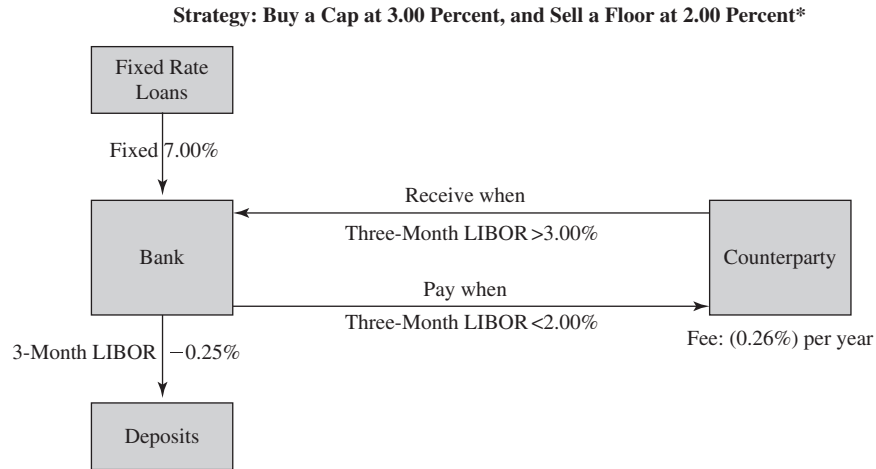 Strategy: Buy a Cap at 3.00 Percent, and Sell a Floor at 2.00 Percent*
Fixed Rate
Loans
Fixed 7.00%
Receive when
Three-Month LIBOR>3.00%
Bank
Counterparty
Pay when
Three-Month LIBOR<2.00%
Fee: (0.26%) per year
3-Month LIBOR −0.25%
Deposits